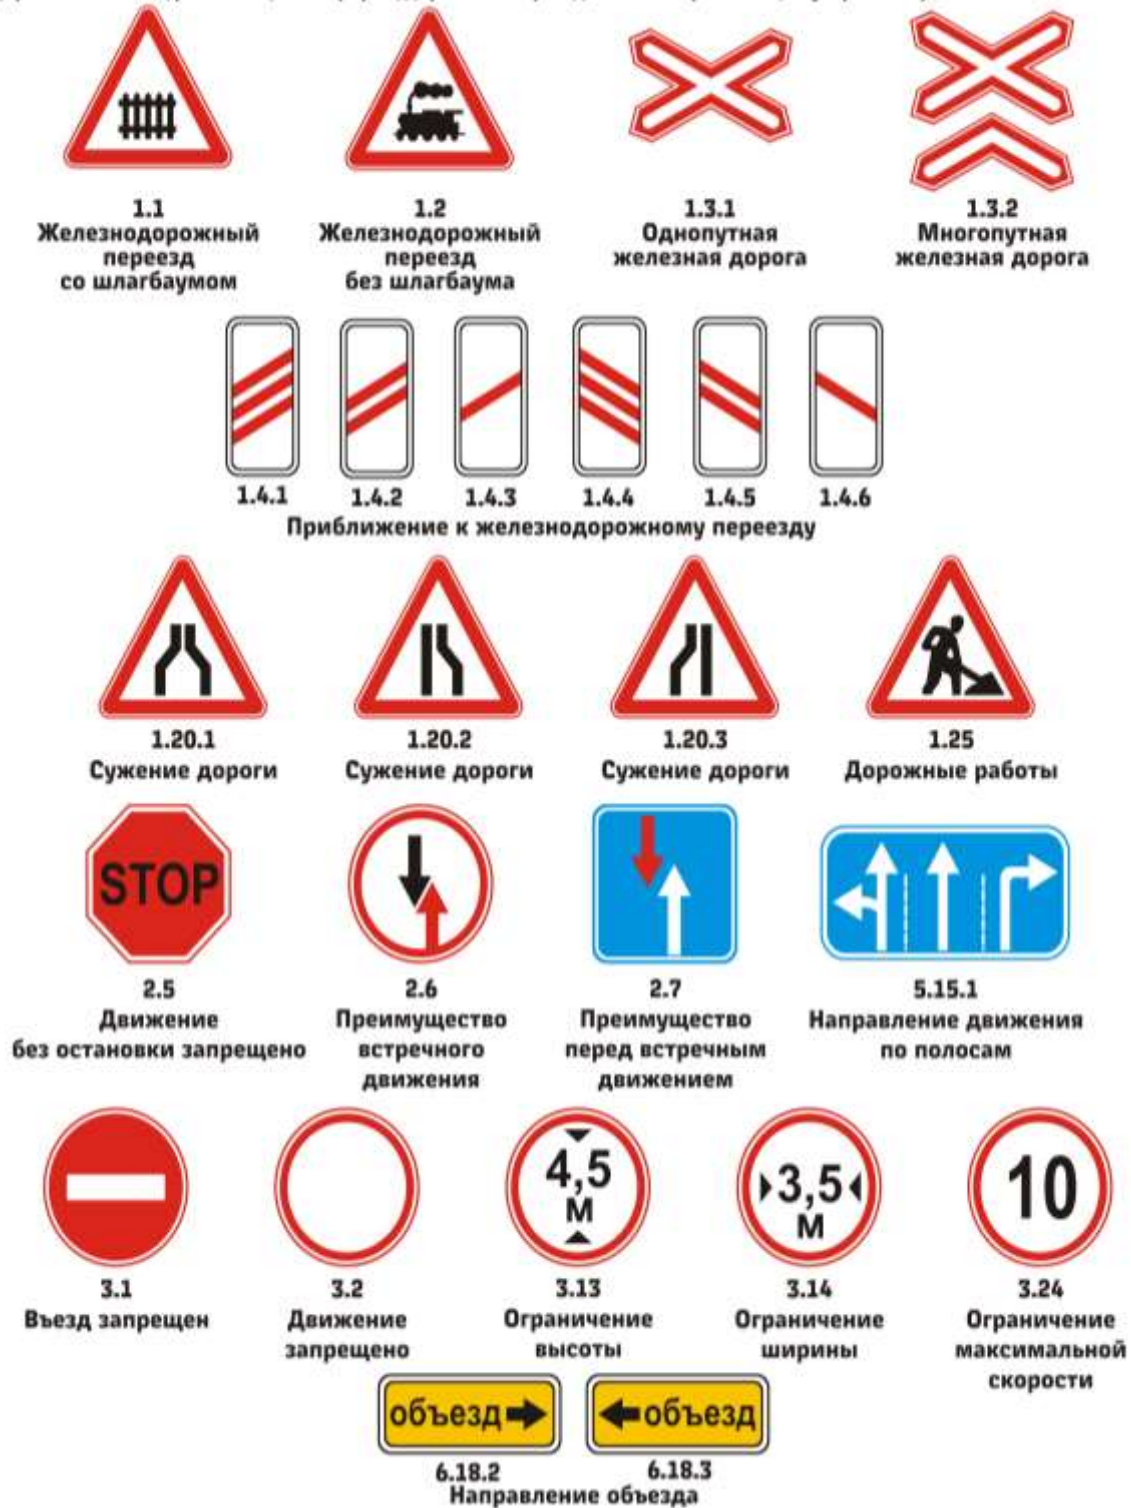 1.1
Железнодорожный
переезд
со шлагбаумом
1.2
Железнодорожный
переезд
без шлагбаума
1.3.1
Однопутная
железная дорога
1.3.2
Многопутная
железная дорога
1.4.1
1.4.2
1.4.3
1.4.4
1.4.5
1.4.6
Приближение к железнодорожному переезду
1.20.1
Сужение дороги
1.20.2
Сужение дороги
1.20.3
Сужение дороги
1.25
Дорожные работы
STOP
2.5
Движение
без остановки запрещено
2.6
Преимущество
встречного
движения
2.7
Преимущество
перед встречным
движением
5.15.1
Направление движения
по полосам
3.1
Въезд запрещен
3.2
Движение
запрещено
4,5
м
3.13
Ограничение
высоты
3,5
м
3.14
Ограничение
ширины
10
3.24
Ограничение
максимальной
скорости
объезд
6.18.2
объезд
6.18.3
Направление объезда